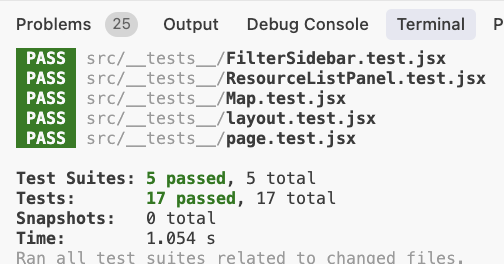 Problems 25 Output Debug Console Terminal P
PASS src/__tests__/FilterSidebar.test.jsx
PASS src/__tests__/ResourceListPanel.test.jsx
PASS src/__tests__/Map.test.jsx
PASS src/__tests__/layout.test.jsx
PASS src/__tests__/page.test.jsx
Test Suites: 5 passed, 5 total
Tests: 17 passed, 17 total
Snapshots: 0 total
Time: 1.054 s
Ran all test suites related to changed files.